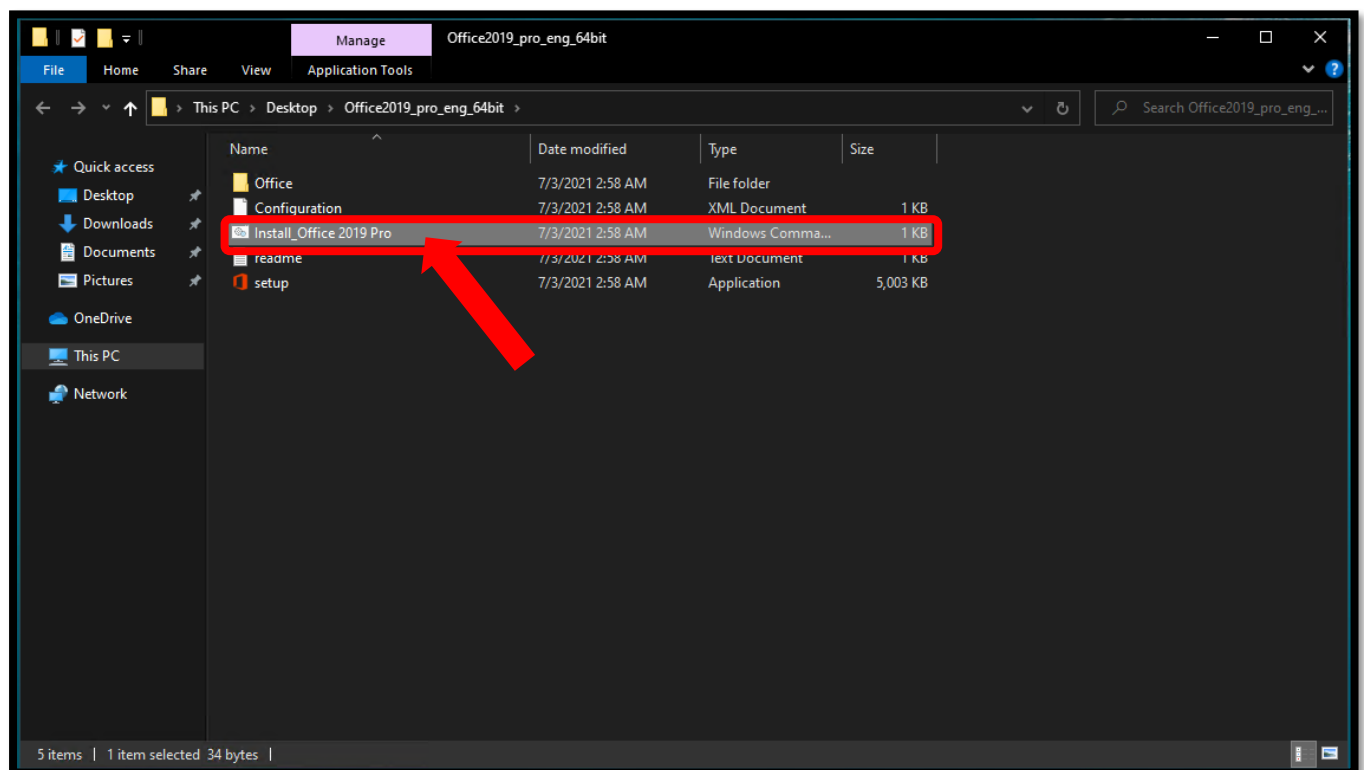 Manage
Office2019_pro_eng_64bit
File
Home
Share
View
Application Tools
This PC > Desktop > Office2019_pro_eng_64bit >
Search Office2019_pro_eng_...
Name
Date modified
Type
Size
Quick access
Desktop
Downloads
Documents
Pictures
OneDrive
This PC
Network
Office 7/3/2021 2:58 AM File folder
Configuration 7/3/2021 2:58 AM XML Document 1 KB
Install_Office 2019 Pro 7/3/2021 2:58 AM Windows Comma... 1 KB
readme 7/3/2021 2:58 AM Text Document 1 KB
setup 7/3/2021 2:58 AM Application 5,003 KB
5 items | 1 item selected 34 bytes |